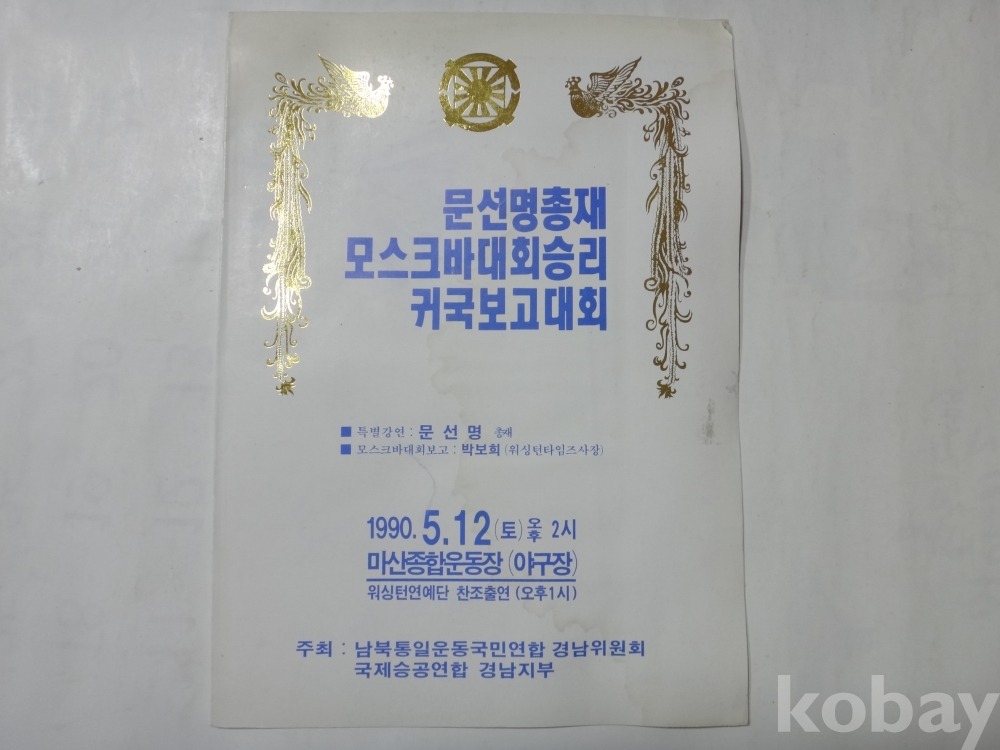 문선명총재
모스크바대회승리
귀국보고대회
■ 특별강연 : 문 선 명 총재
■ 모스크바대회보고 : 박보희 (워싱턴타임즈사장)
1990. 5.12 (토) 오후 2시
마산종합운동장 (야구장)
워싱턴연예단 찬조출연 (오후1시)
주최 : 남북통일운동국민연합 경남위원회
국제승공연합 경남지부
kobay